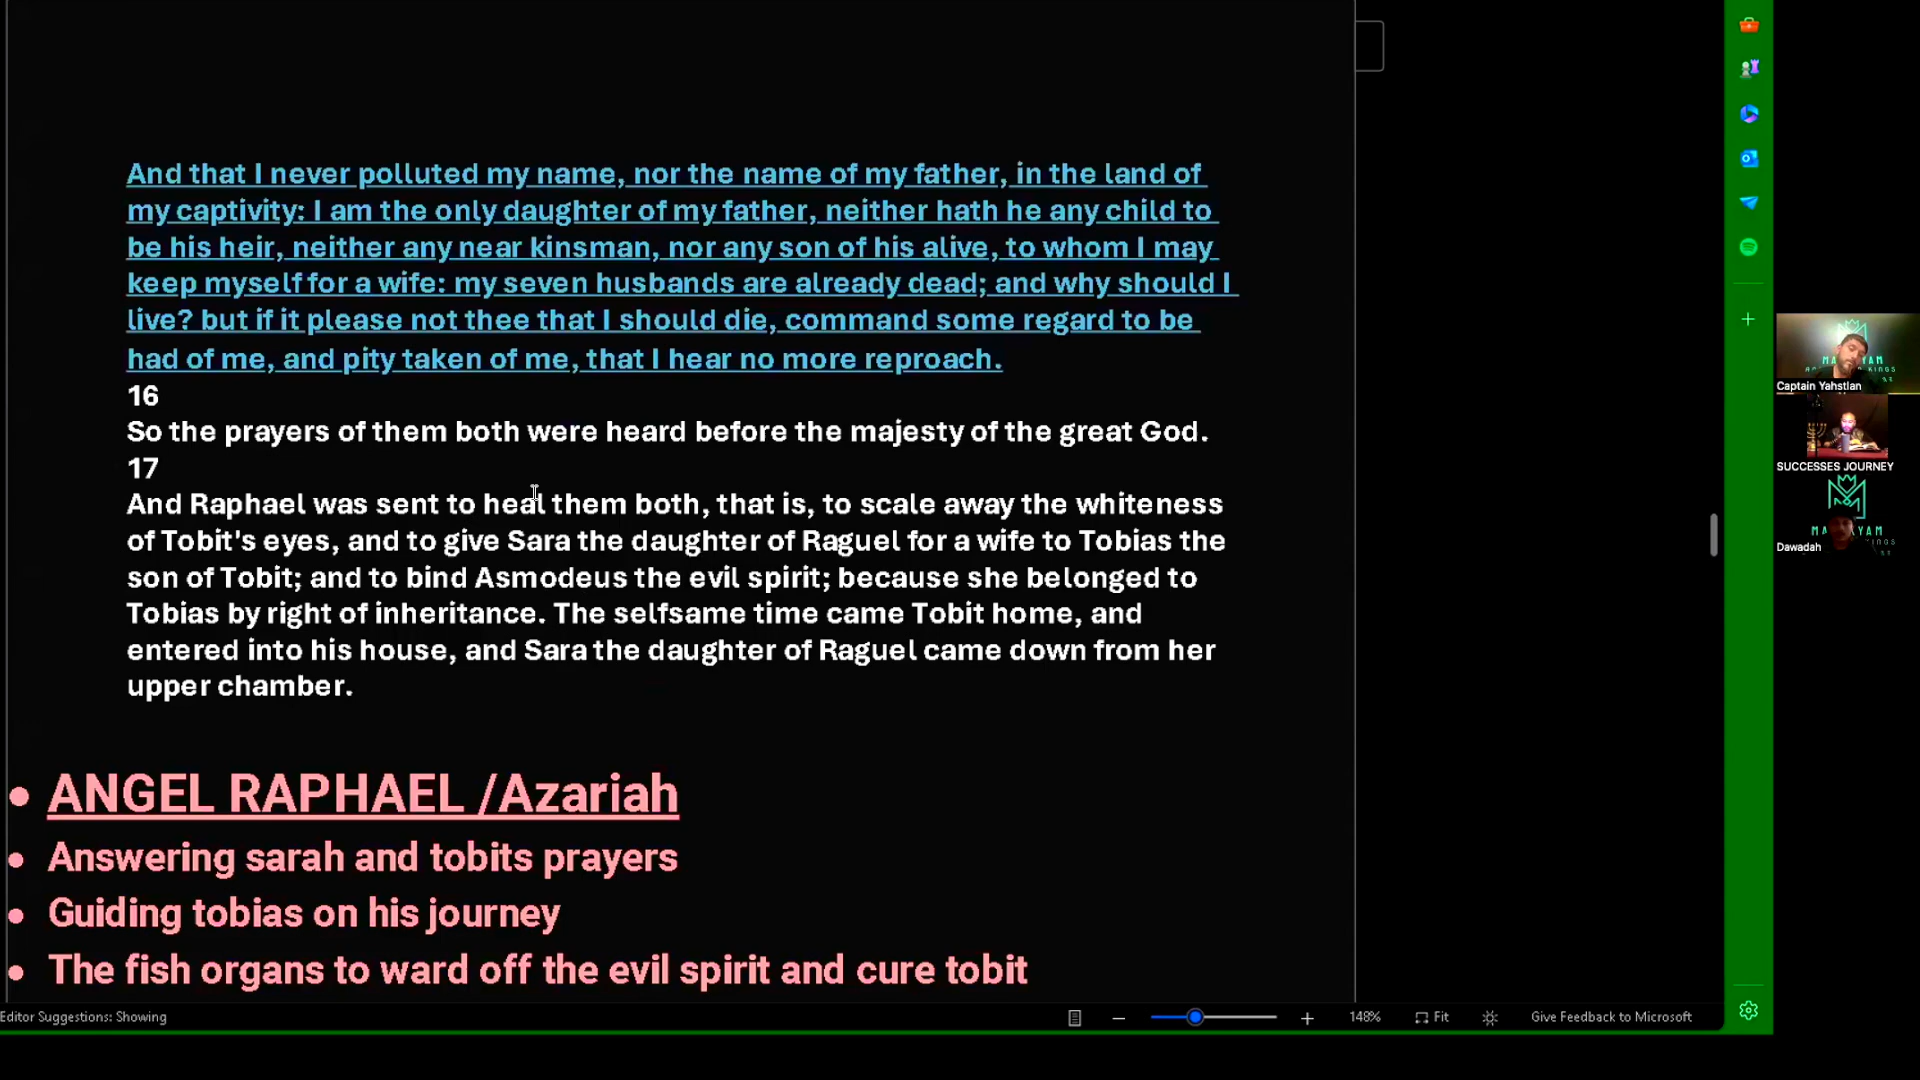 And that I never polluted my name, nor the name of my father, in the land of
my captivity: I am the only daughter of my father, neither hath he any child to
be his heir, neither any near kinsman, nor any son of his alive, to whom I may
keep myself for a wife: my seven husbands are already dead; and why should I
live? but if it please not thee that I should die, command some regard to be
had of me, and pity taken of me, that I hear no more reproach.
16
So the prayers of them both were heard before the majesty of the great God.
17
And Raphael was sent to heal them both, that is, to scale away the whiteness
of Tobit's eyes, and to give Sara the daughter of Raguel for a wife to Tobias the
son of Tobit; and to bind Asmodeus the evil spirit; because she belonged to
Tobias by right of inheritance. The selfsame time came Tobit home, and
entered into his house, and Sara the daughter of Raguel came down from her
upper chamber.
• ANGEL RAPHAEL /Azariah
• Answering sarah and tobits prayers
• Guiding tobias on his journey
• The fish organs to ward off the evil spirit and cure tobit
Editor Suggestions: Showing
148%
Fit
Give Feedback to Microsoft
Captain Yahstlan
SUCCESSES JOURNEY
Dawadah